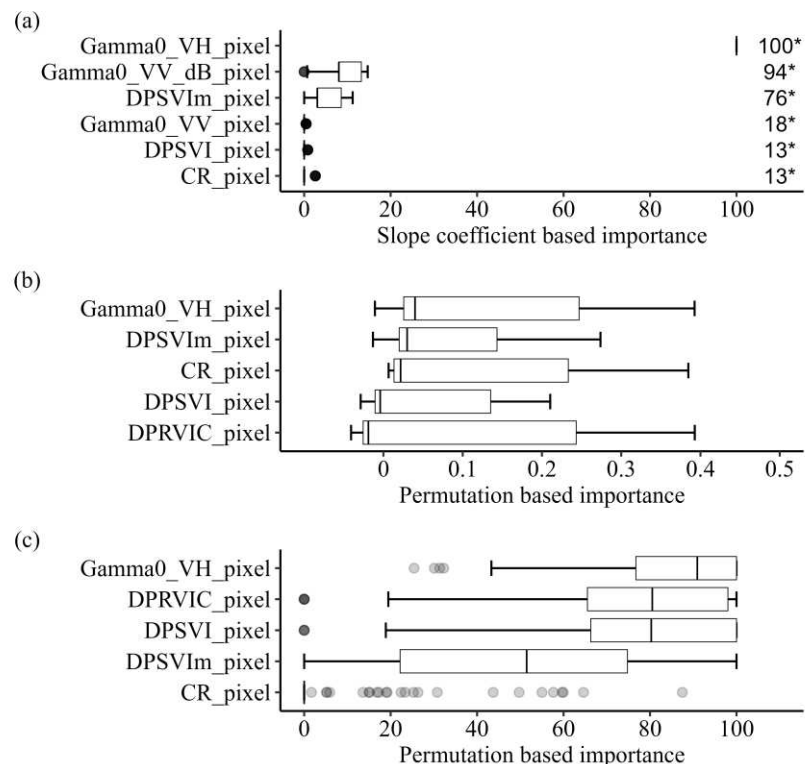 (a)
Gamma0_VH_pixel 100*
Gamma0_VV_dB_pixel 94*
DPSVIm_pixel 76*
Gamma0_VV_pixel 18*
DPSVI_pixel 13*
CR_pixel 13*
0 20 40 60 80 100
Slope coefficient based importance
(b)
Gamma0_VH_pixel
DPSVIm_pixel
CR_pixel
DPSVI_pixel
DPRVIC_pixel
0 0.1 0.2 0.3 0.4 0.5
Permutation based importance
(c)
Gamma0_VH_pixel
DPRVIC_pixel
DPSVI_pixel
DPSVIm_pixel
CR_pixel
0 20 40 60 80 100
Permutation based importance